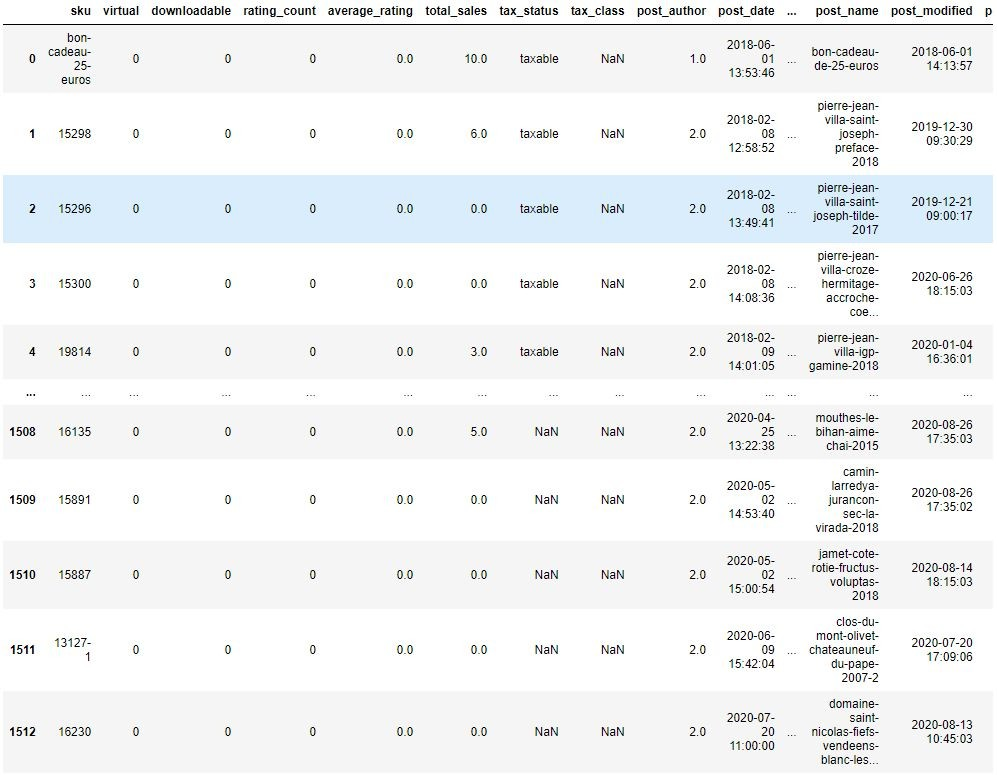 sku virtual downloadable rating_count average_rating total_sales tax_status tax_class post_author post_date ... post_name post_modified p
0 bon-cadeau-25-euros 0 0 0 0.0 10.0 taxable NaN 1.0 2018-06-01 13:53:46 ... bon-cadeau-de-25-euros 2018-06-01 14:13:57
1 15298 0 0 0 0.0 6.0 taxable NaN 2.0 2018-02-08 12:58:52 ... pierre-jean-villa-saint-joseph-preface-2018 2019-12-30 09:30:29
2 15296 0 0 0 0.0 0.0 taxable NaN 2.0 2018-02-08 13:49:41 ... pierre-jean-villa-saint-joseph-tilde-2017 2019-12-21 09:00:17
3 15300 0 0 0 0.0 0.0 taxable NaN 2.0 2018-02-08 14:08:36 ... pierre-jean-villa-croze-hermitage-accroche-coe... 2020-06-26 18:15:03
4 19814 0 0 0 0.0 3.0 taxable NaN 2.0 2018-02-09 14:01:05 ... pierre-jean-villa-igp-gamine-2018 2020-01-04 16:36:01
... ... ... ... ... ... ... ... ... ... ... ... ... ...
1508 16135 0 0 0 0.0 5.0 NaN NaN 2.0 2020-04-25 13:22:38 ... mouthes-le-bihan-aime-chai-2015 2020-08-26 17:35:03
1509 15891 0 0 0 0.0 0.0 NaN NaN 2.0 2020-05-02 14:53:40 ... camin-larredya-jurancon-sec-la-virada-2018 2020-08-26 17:35:02
1510 15887 0 0 0 0.0 0.0 NaN NaN 2.0 2020-05-02 15:00:54 ... jamet-cote-rotie-fructus-voluptas-2018 2020-08-14 18:15:03
1511 13127-1 0 0 0 0.0 0.0 NaN NaN 2.0 2020-06-09 15:42:04 ... clos-du-mont-olivet-chateauneuf-du-pape-2007-2 2020-07-20 17:09:06
1512 16230 0 0 0 0.0 0.0 NaN NaN 2.0 2020-07-20 11:00:00 ... domaine-saint-nicolas-fiefs-vendeens-blanc-les... 2020-08-13 10:45:03